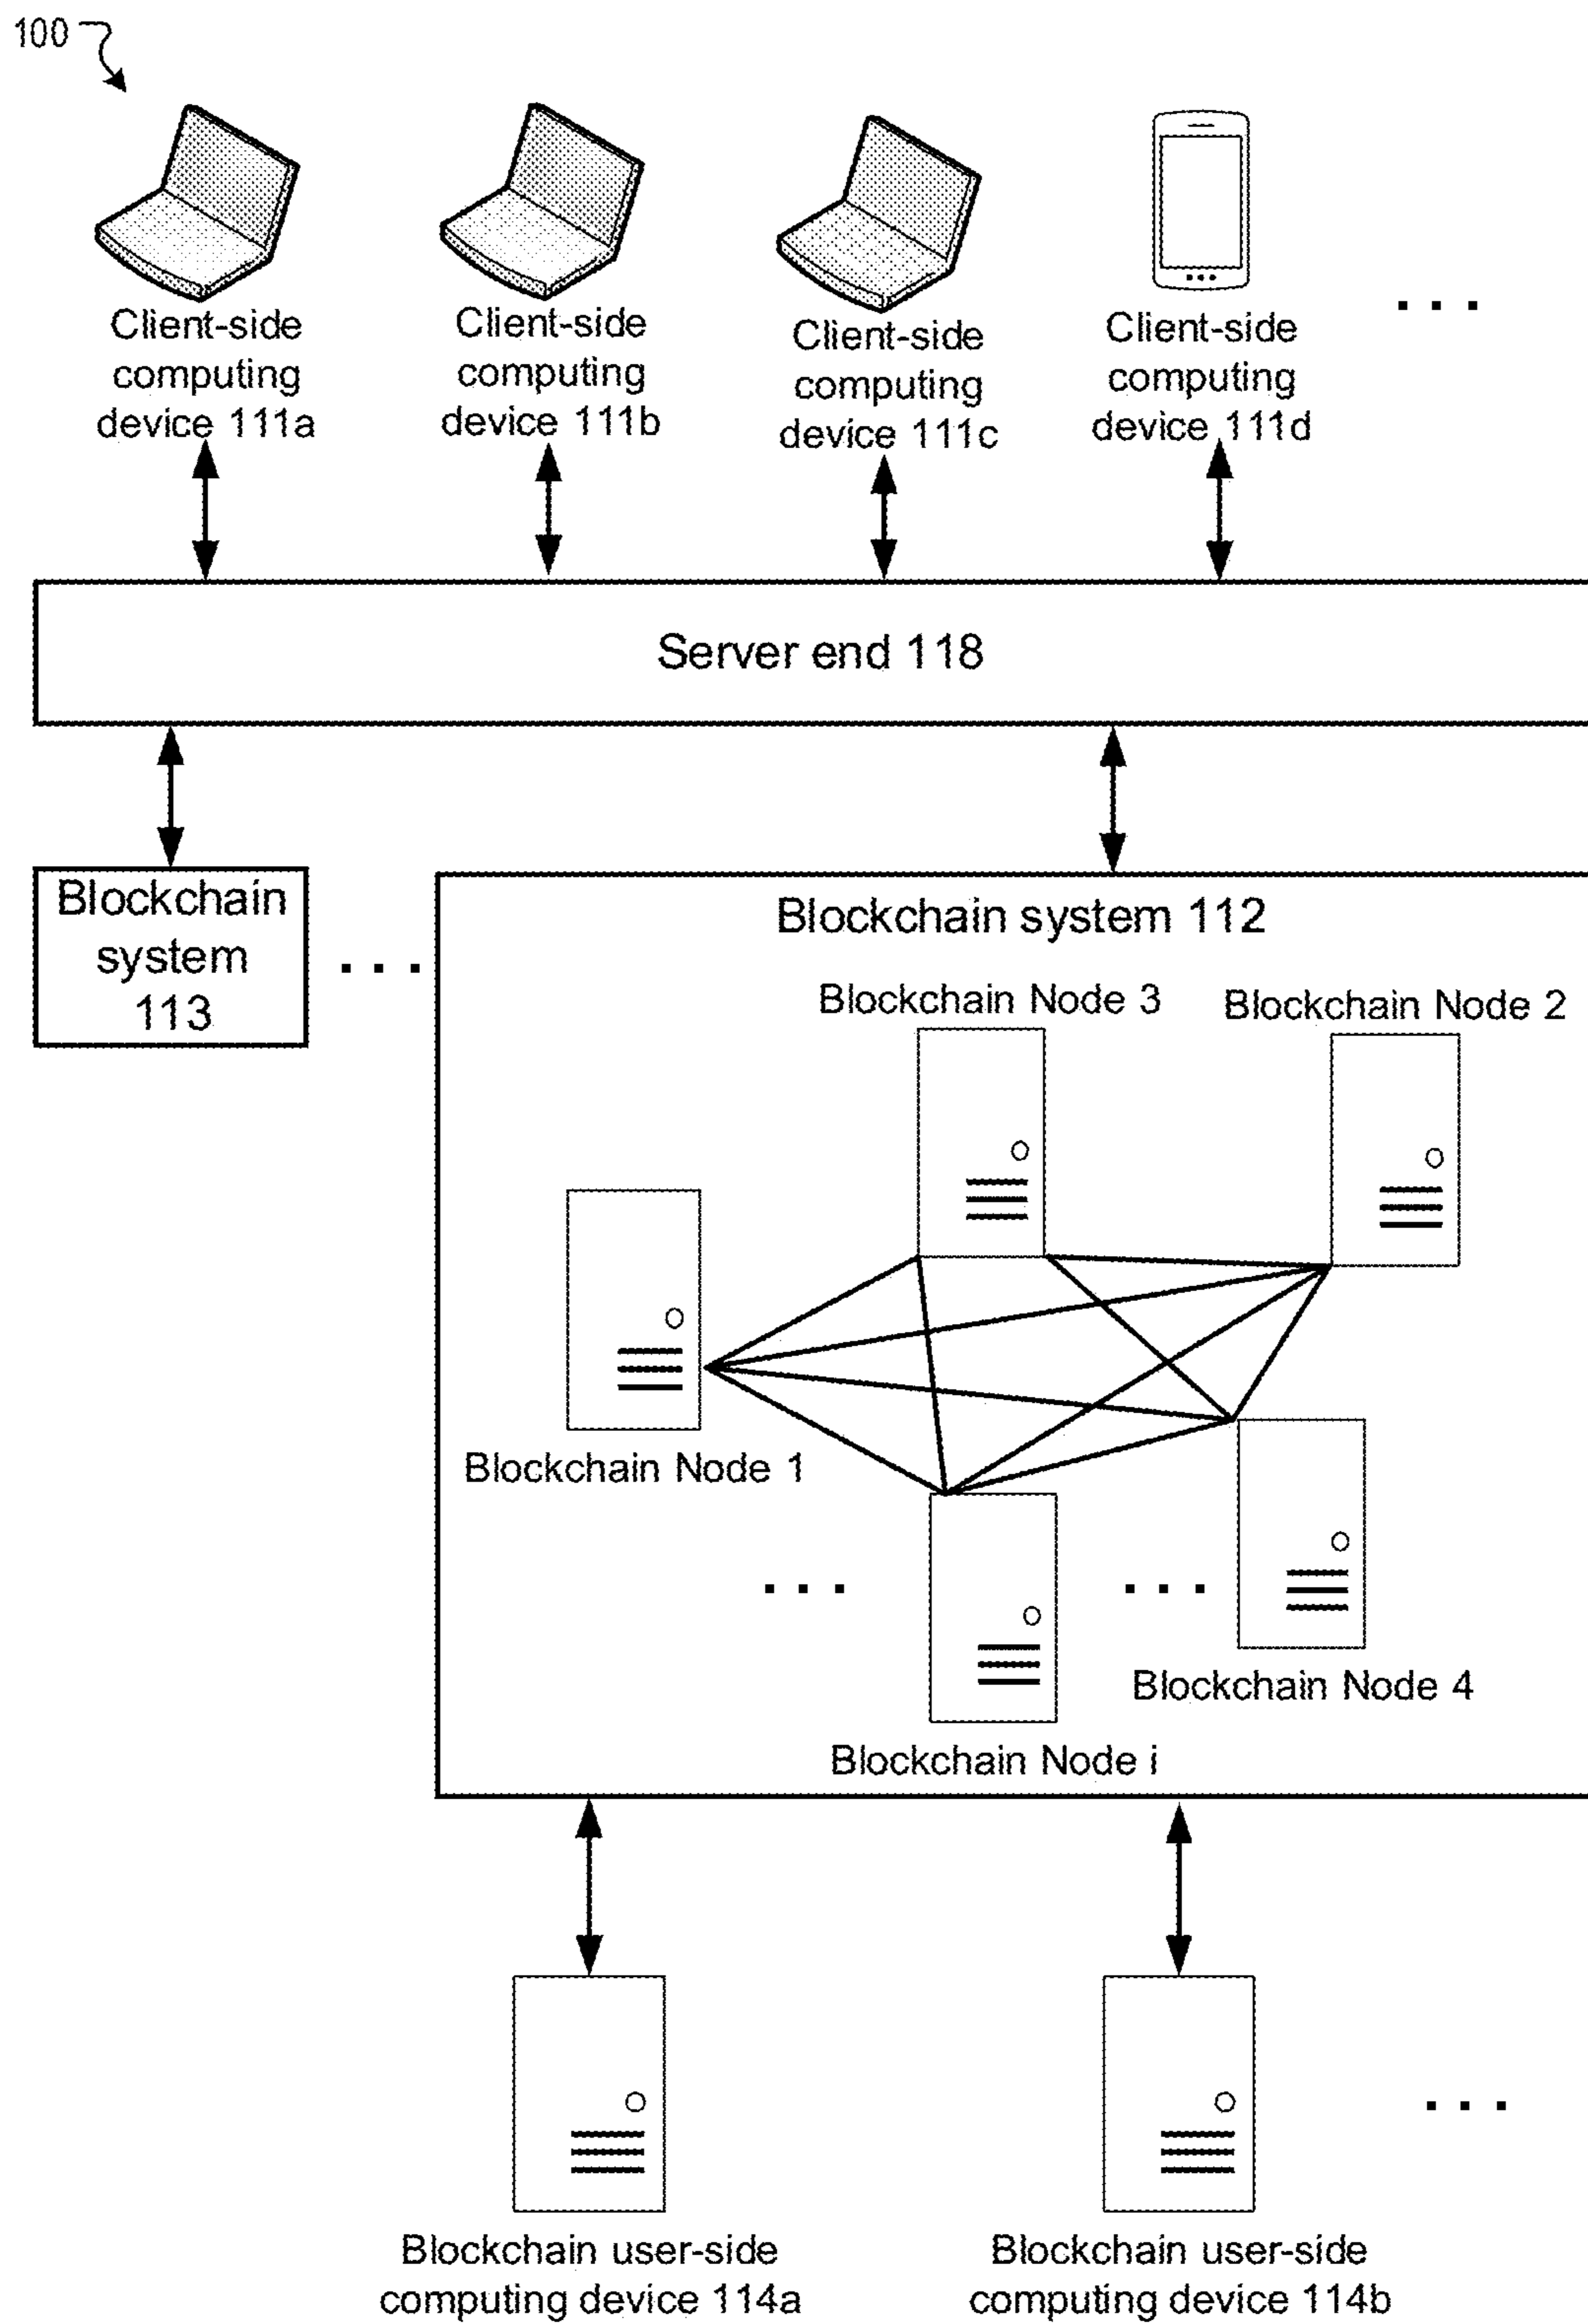 100
Client-side
computing
device 111a
Client-side
computing
device 111b
Client-side
computing
device 111c
Client-side
computing
device 111d
. . .
Server end 118
Blockchain
system
113
. . .
Blockchain system 112
Blockchain Node 3
Blockchain Node 2
Blockchain Node 1
. . .
. . .
Blockchain Node 4
Blockchain Node i
. . .
Blockchain user-side
computing device 114a
Blockchain user-side
computing device 114b